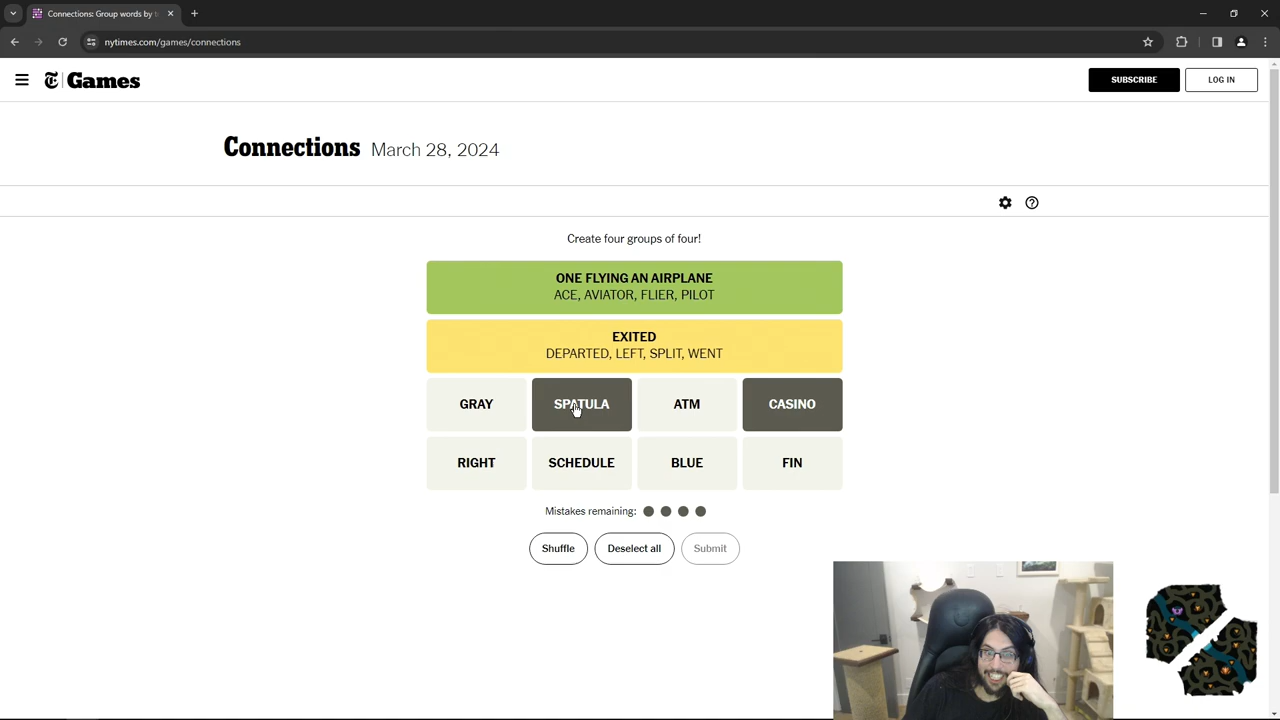 Connections: Group words by t
nytimes.com/games/connections
Games
SUBSCRIBE
LOG IN
Connections March 28, 2024
Create four groups of four!
ONE FLYING AN AIRPLANE
ACE, AVIATOR, FLIER, PILOT
EXITED
DEPARTED, LEFT, SPLIT, WENT
GRAY SPATULA ATM CASINO
RIGHT SCHEDULE BLUE FIN
Mistakes remaining:
Shuffle Deselect all Submit